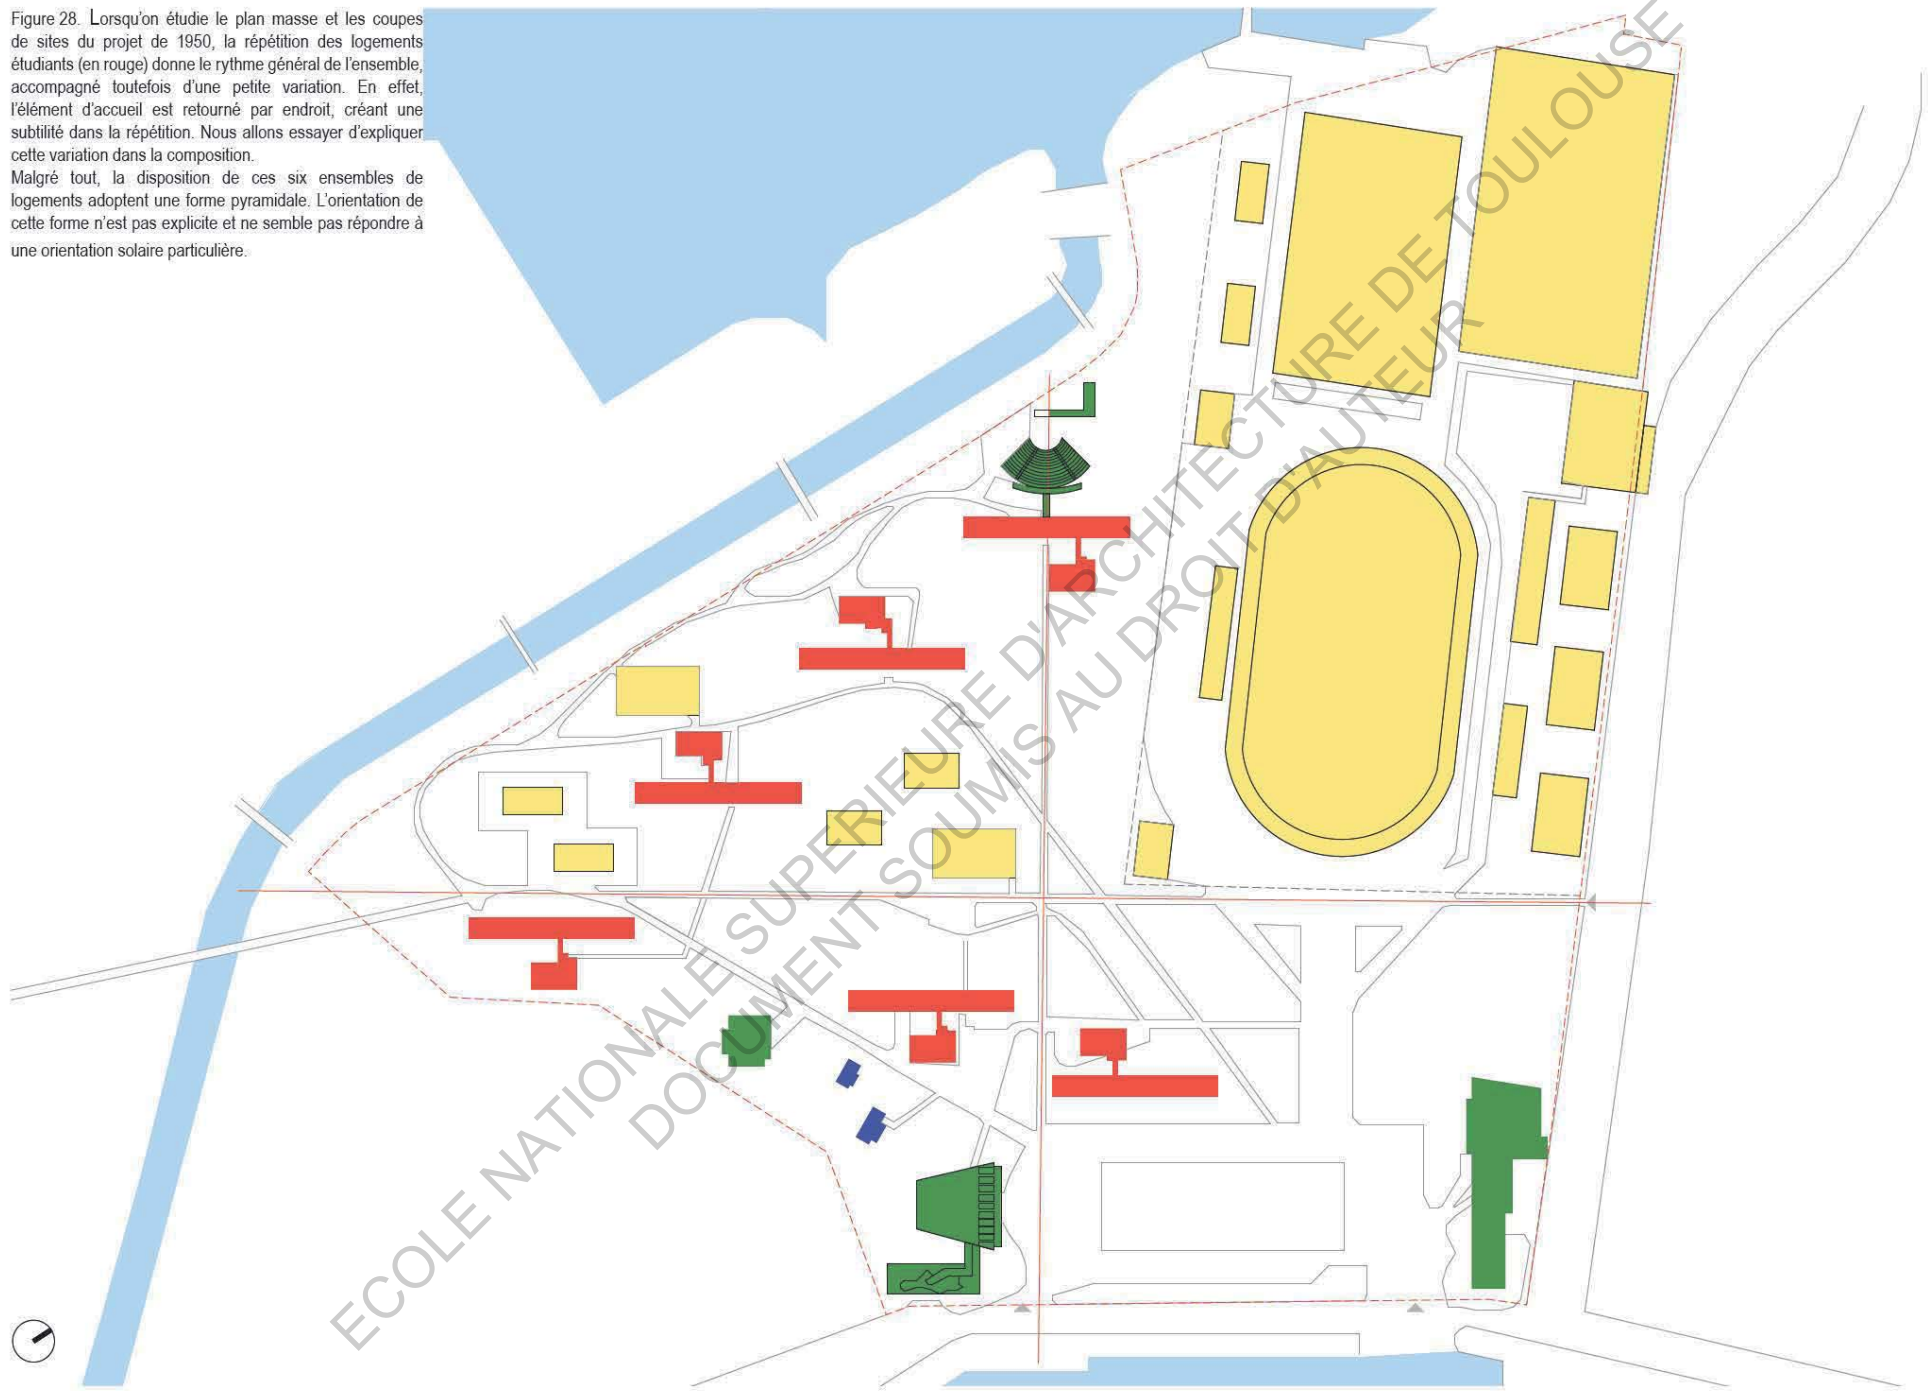 Figure 28. Lorsqu'on étudie le plan masse et les coupes
de sites du projet de 1950, la répétition des logements
étudiants (en rouge) donne le rythme général de l'ensemble,
accompagné toutefois d'une petite variation. En effet,
l'élément d'accueil est retourné par endroit, créant une
subtilité dans la répétition. Nous allons essayer d'expliquer
cette variation dans la composition.
Malgré tout, la disposition de ces six ensembles de
logements adoptent une forme pyramidale. L'orientation de
cette forme n'est pas explicite et ne semble pas répondre à
une orientation solaire particulière.
ECOLE NATIONALE SUPERIEURE D'ARCHITECTURE DE TOULOUSE
DOCUMENT SOUMIS AU DROIT D'AUTEUR